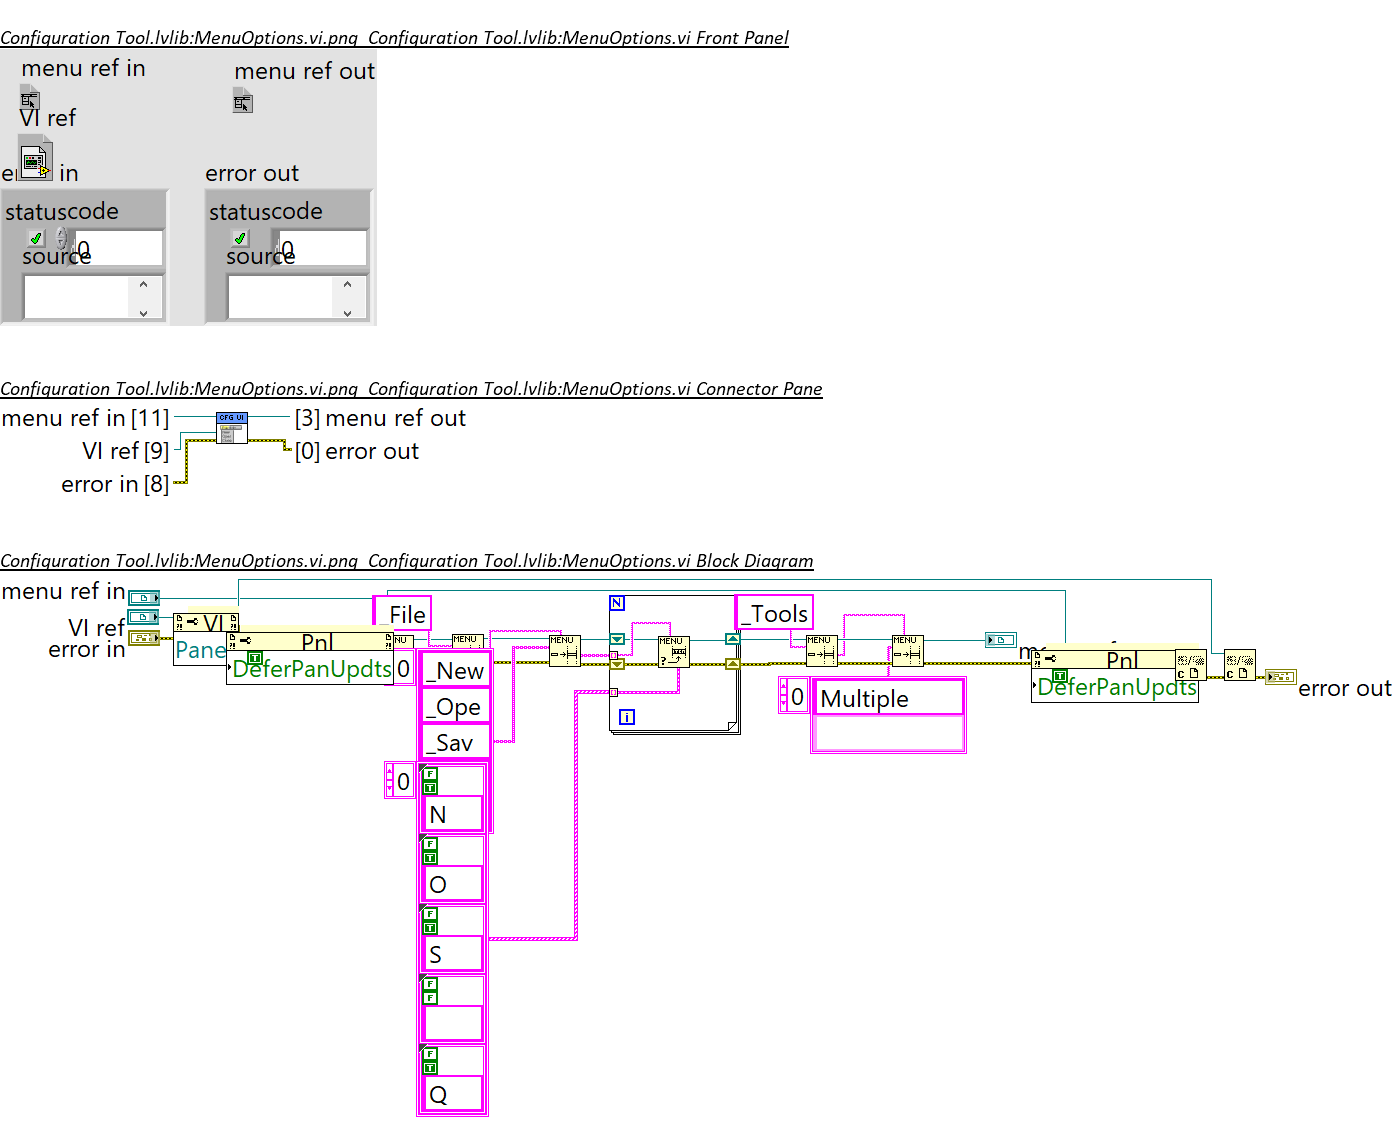 Configuration Tool.lvlib:MenuOptions.vi.png Configuration Tool.lvlib:MenuOptions.vi Front Panel
menu ref in
menu ref out
VI ref
in
error out
status code
status code
0
0
source
source
Configuration Tool.lvlib:MenuOptions.vi.png Configuration Tool.lvlib:MenuOptions.vi Connector Pane
menu ref in [11]
CFG UI
[3] menu ref out
VI ref [9]
[0] error out
error in [8]
Configuration Tool.lvlib:MenuOptions.vi.png Configuration Tool.lvlib:MenuOptions.vi Block Diagram
menu ref in
VI ref
error in
VI
Pane
Pnl
DeferPanUpdts
T
_File
MENU
MENU
N
MENU
i
_Tools
MENU
MENU
0
_New
_Ope
_Sav
0
F
T
N
F
T
O
F
T
S
F
F
F
T
Q
0
Multiple
Pnl
DeferPanUpdts
T
error out